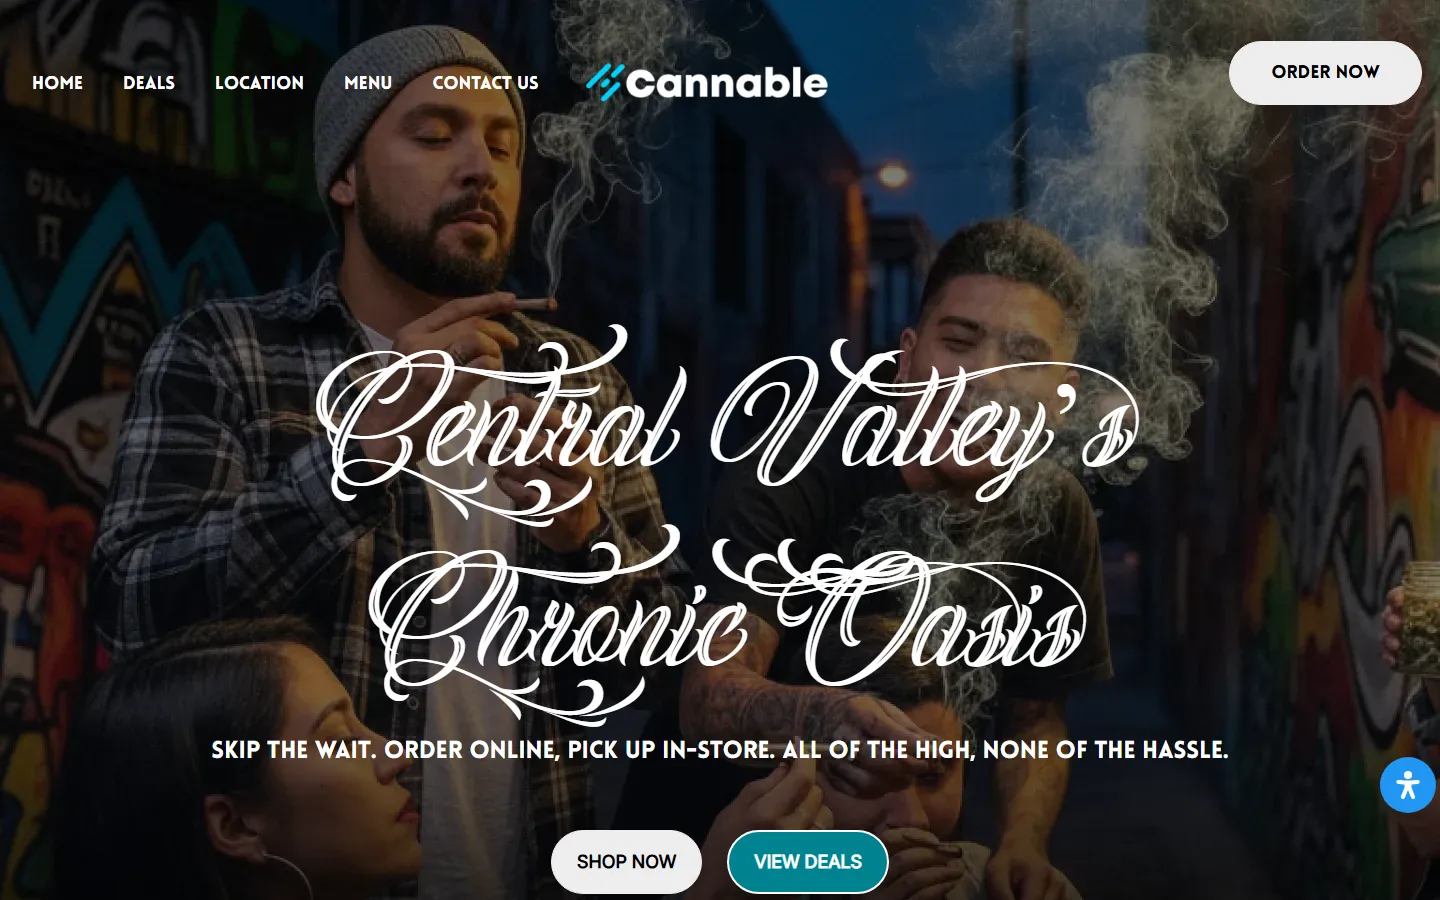 HOME DEALS LOCATION MENU CONTACT US Cannable ORDER NOW
Central Valley's
Chronic Oasis
SKIP THE WAIT. ORDER ONLINE, PICK UP IN-STORE. ALL OF THE HIGH, NONE OF THE HASSLE.
SHOP NOW VIEW DEALS